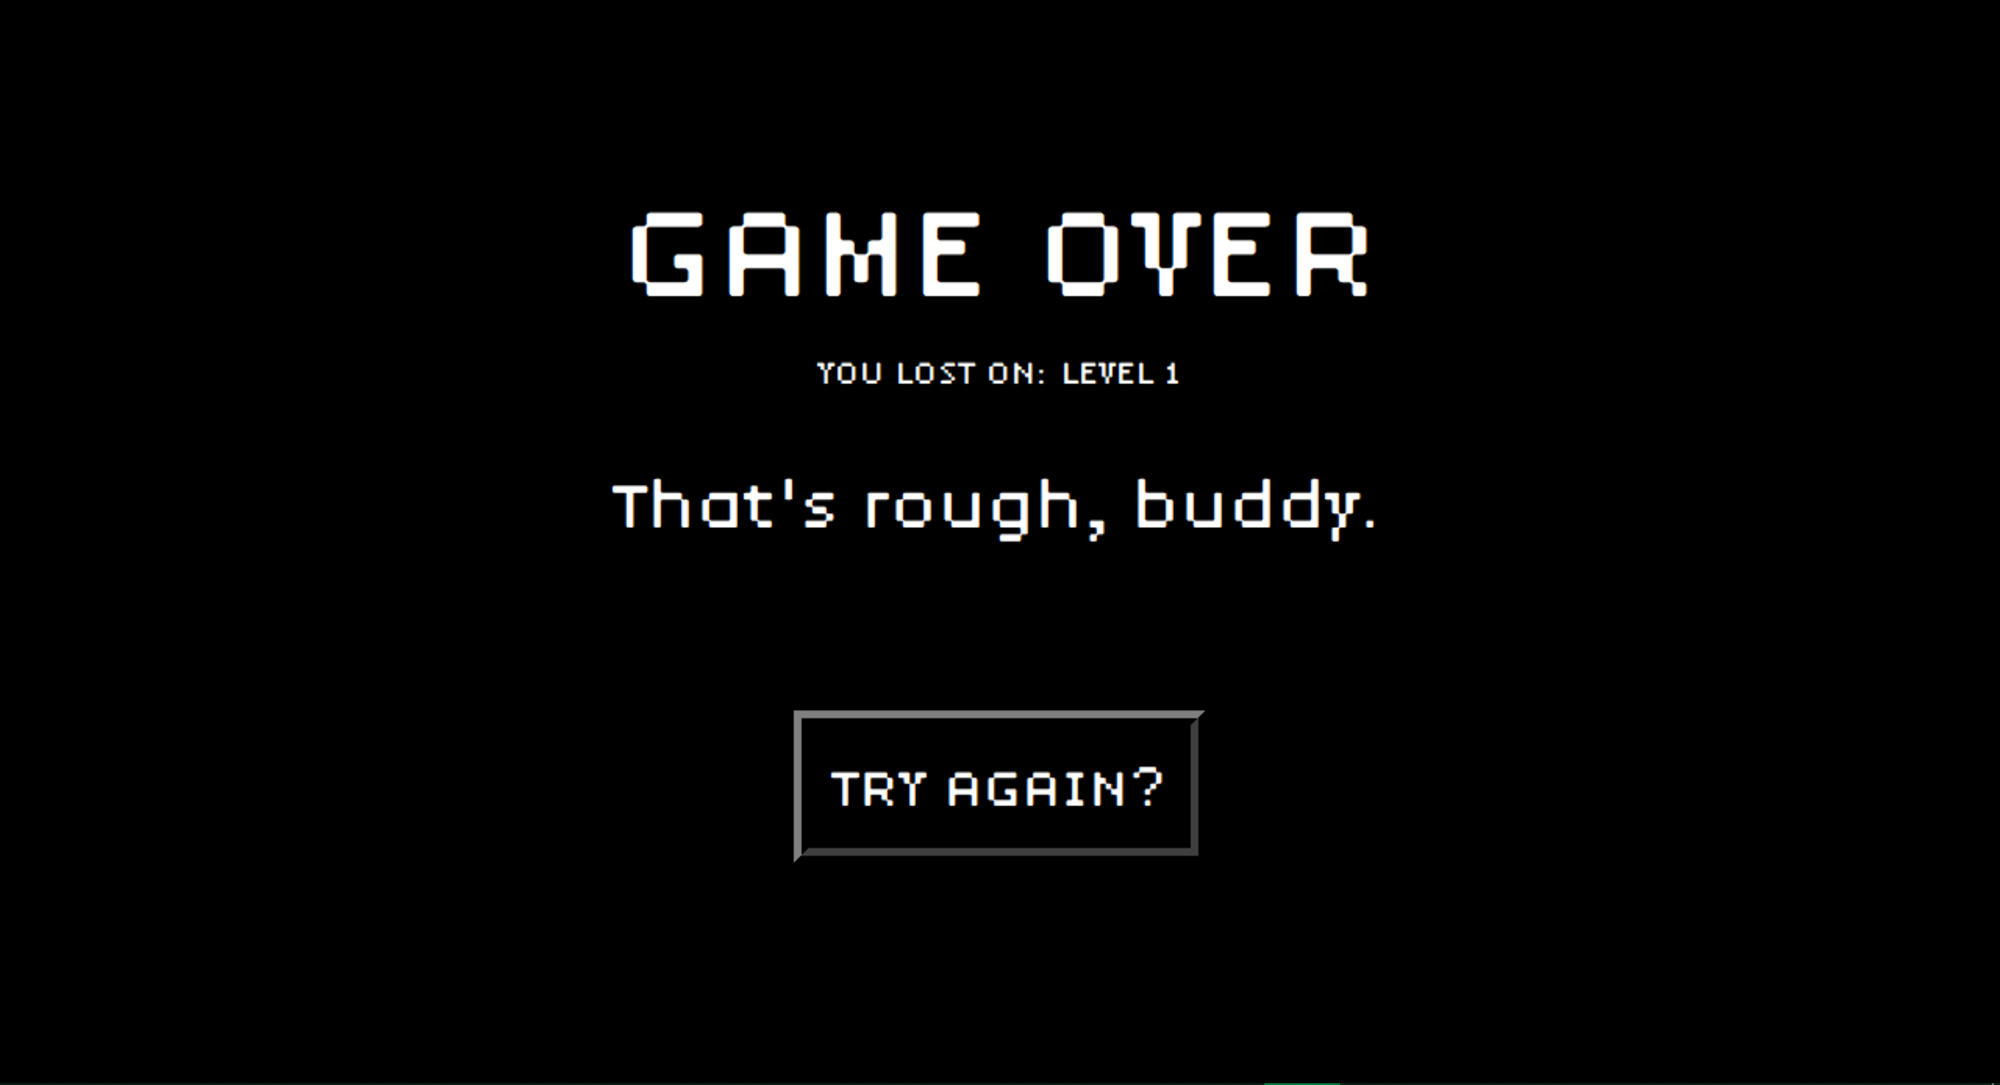 GAME OVER
YOU LOST ON: LEVEL 1
That's rough, buddy.
TRY AGAIN?